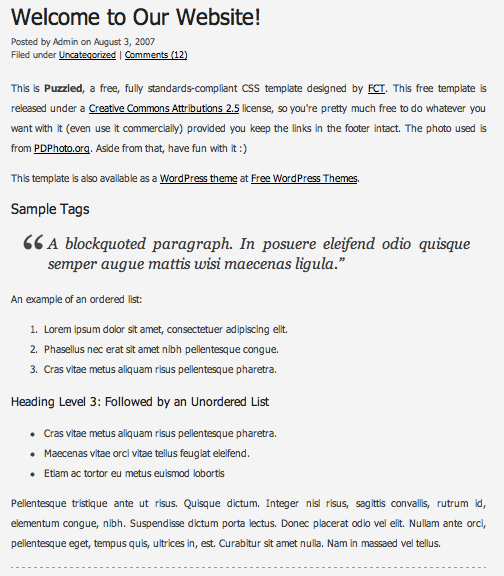 Welcome to Our Website!
Posted by Admin on August 3, 2007
Filed under Uncategorized | Comments (12)
This is Puzzled, a free, fully standards-compliant CSS template designed by FCT. This free template is
released under a Creative Commons Attributions 2.5 license, so you're pretty much free to do whatever you
want with it (even use it commercially) provided you keep the links in the footer intact. The photo used is
from PDPhoto.org. Aside from that, have fun with it :)
This template is also available as a WordPress theme at Free WordPress Themes.
Sample Tags
“A blockquoted paragraph. In posuere eleifend odio quisque
semper augue mattis wisi maecenas ligula.”
An example of an ordered list:
1. Lorem ipsum dolor sit amet, consectetuer adipiscing elit.
2. Phasellus nec erat sit amet nibh pellentesque congue.
3. Cras vitae metus aliquam risus pellentesque pharetra.
Heading Level 3: Followed by an Unordered List
• Cras vitae metus aliquam risus pellentesque pharetra.
• Maecenas vitae orci vitae tellus feugiat eleifend.
• Etiam ac tortor eu metus euismod lobortis
Pellentesque tristique ante ut risus. Quisque dictum. Integer nisl risus, sagittis convallis, rutrum id,
elementum congue, nibh. Suspendisse dictum porta lectus. Donec placerat odio vel elit. Nullam ante orci,
pellentesque eget, tempus quis, ultrices in, est. Curabitur sit amet nulla. Nam in massaed vel tellus.